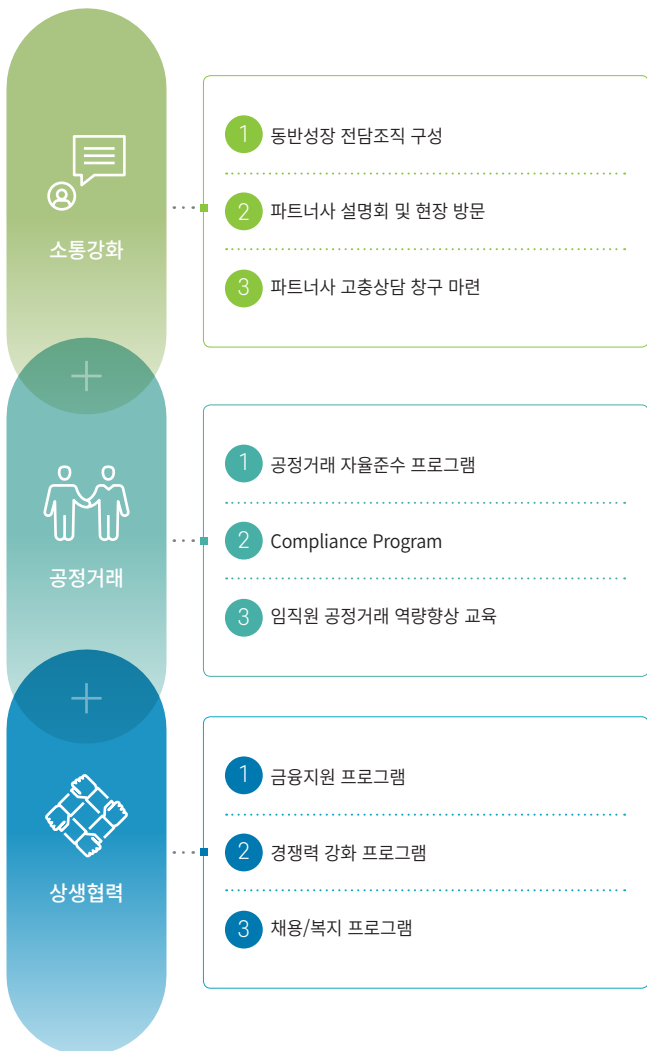 소통강화
1 동반성장 전담조직 구성
2 파트너사 설명회 및 현장 방문
3 파트너사 고충상담 창구 마련
+
공정거래
1 공정거래 자율준수 프로그램
2 Compliance Program
3 임직원 공정거래 역량향상 교육
+
상생협력
1 금융지원 프로그램
2 경쟁력 강화 프로그램
3 채용/복지 프로그램